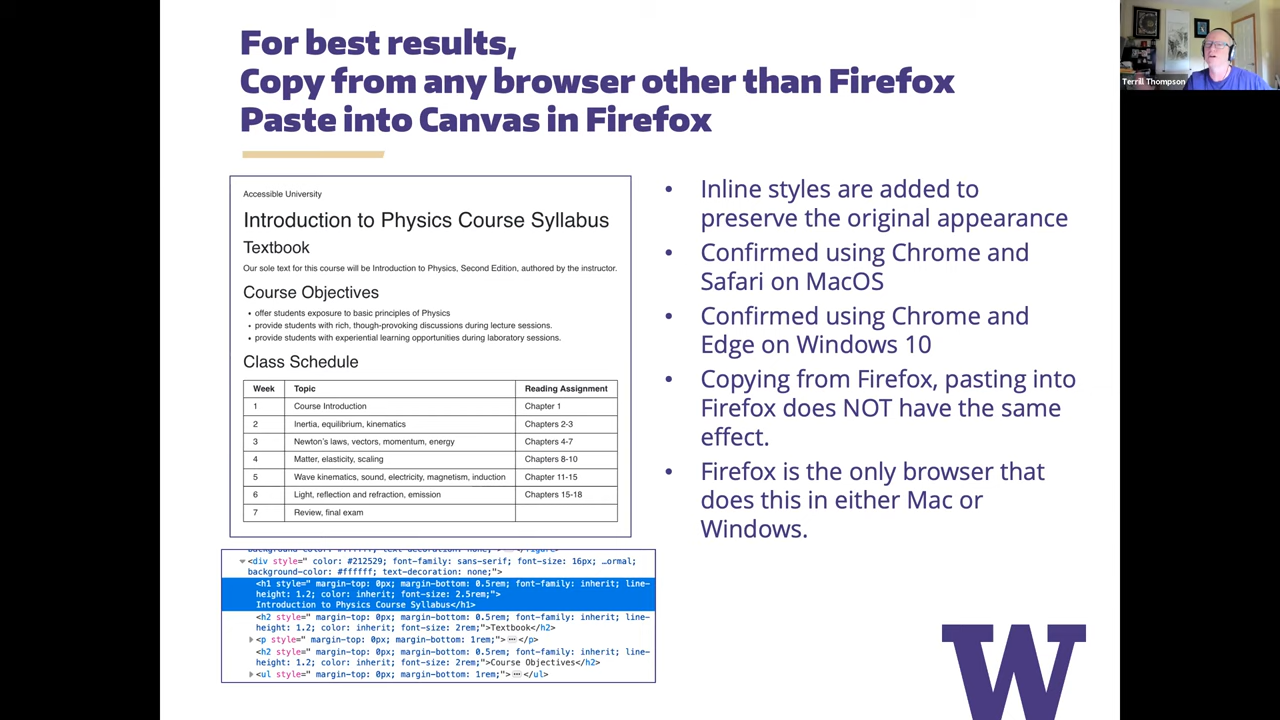 For best results,
Copy from any browser other than Firefox
Paste into Canvas in Firefox
Accessible University
Introduction to Physics Course Syllabus
Textbook
Our sole text for this course will be Introduction to Physics, Second Edition, authored by the instructor.
Course Objectives
• offer students exposure to basic principles of Physics
• provide students with rich, though-provoking discussions during lecture sessions.
• provide students with experiential learning opportunities during laboratory sessions.
Class Schedule
Week Topic Reading Assignment
1 Course Introduction Chapter 1
2 Inertia, equilibrium, kinematics Chapters 2-3
3 Newton's laws, vectors, momentum, energy Chapters 4-7
4 Matter, elasticity, scaling Chapters 8-10
5 Wave kinematics, sound, electricity, magnetism, induction Chapter 11-15
6 Light, reflection and refraction, emission Chapters 15-18
7 Review, final exam
background-color: #ffffff; text-decoration: none;"> </figure>
<div style=" color: #212529; font-family: sans-serif; font-size: 16px; …ormal;
background-color: #ffffff; text-decoration: none;">
<h1 style=" margin-top: 0px; margin-bottom: 0.5rem; font-family: inherit; line-
height: 1.2; color: inherit; font-size: 2.5rem;">
Introduction to Physics Course Syllabus</h1>
<h2 style=" margin-top: 0px; margin-bottom: 0.5rem; font-family: inherit; line-
height: 1.2; color: inherit; font-size: 2rem;">Textbook</h2>
<p style=" margin-top: 0px; margin-bottom: 1rem;">…</p>
<h2 style=" margin-top: 0px; margin-bottom: 0.5rem; font-family: inherit; line-
height: 1.2; color: inherit; font-size: 2rem;">Course Objectives</h2>
<ul style=" margin-top: 0px; margin-bottom: 1rem;">…</ul>
• Inline styles are added to
preserve the original appearance
• Confirmed using Chrome and
Safari on MacOS
• Confirmed using Chrome and
Edge on Windows 10
• Copying from Firefox, pasting into
Firefox does NOT have the same
effect.
• Firefox is the only browser that
does this in either Mac or
Windows.
W
Terrill Thompson